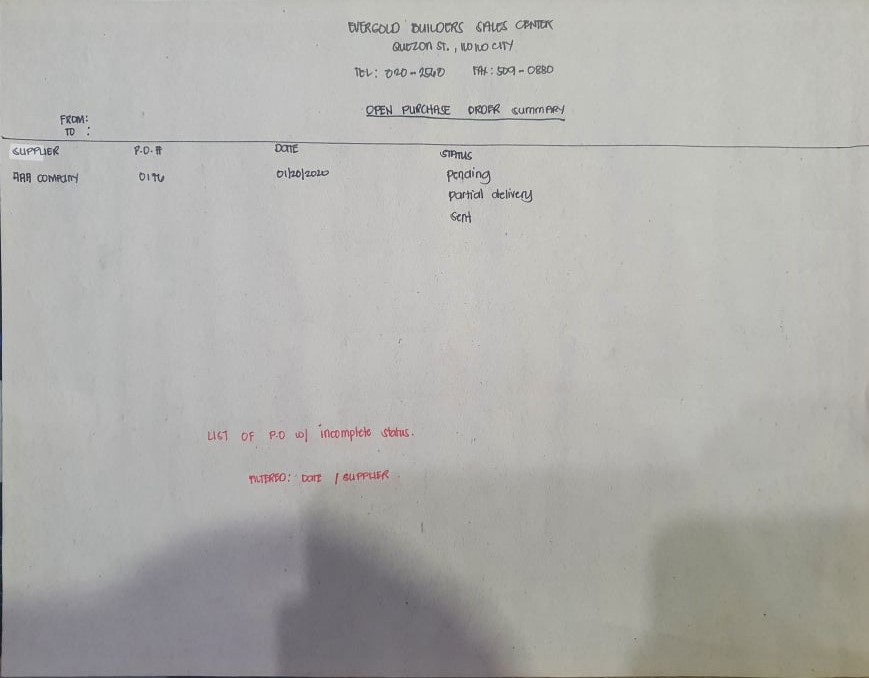 EVERGOLD BUILDERS SALES CENTER
QUEZON ST., ILOILO CITY
TEL: 020-2540 FAX: 509-0880
OPEN PURCHASE ORDER SUMMARY
FROM:
TO :
SUPPLIER P.O.# DATE STATUS
AAA COMPANY 01/20/2020 Pending
Partial delivery
Sent
LIST OF P.O w/ incomplete status.
FILTERED: DATE / SUPPLIER